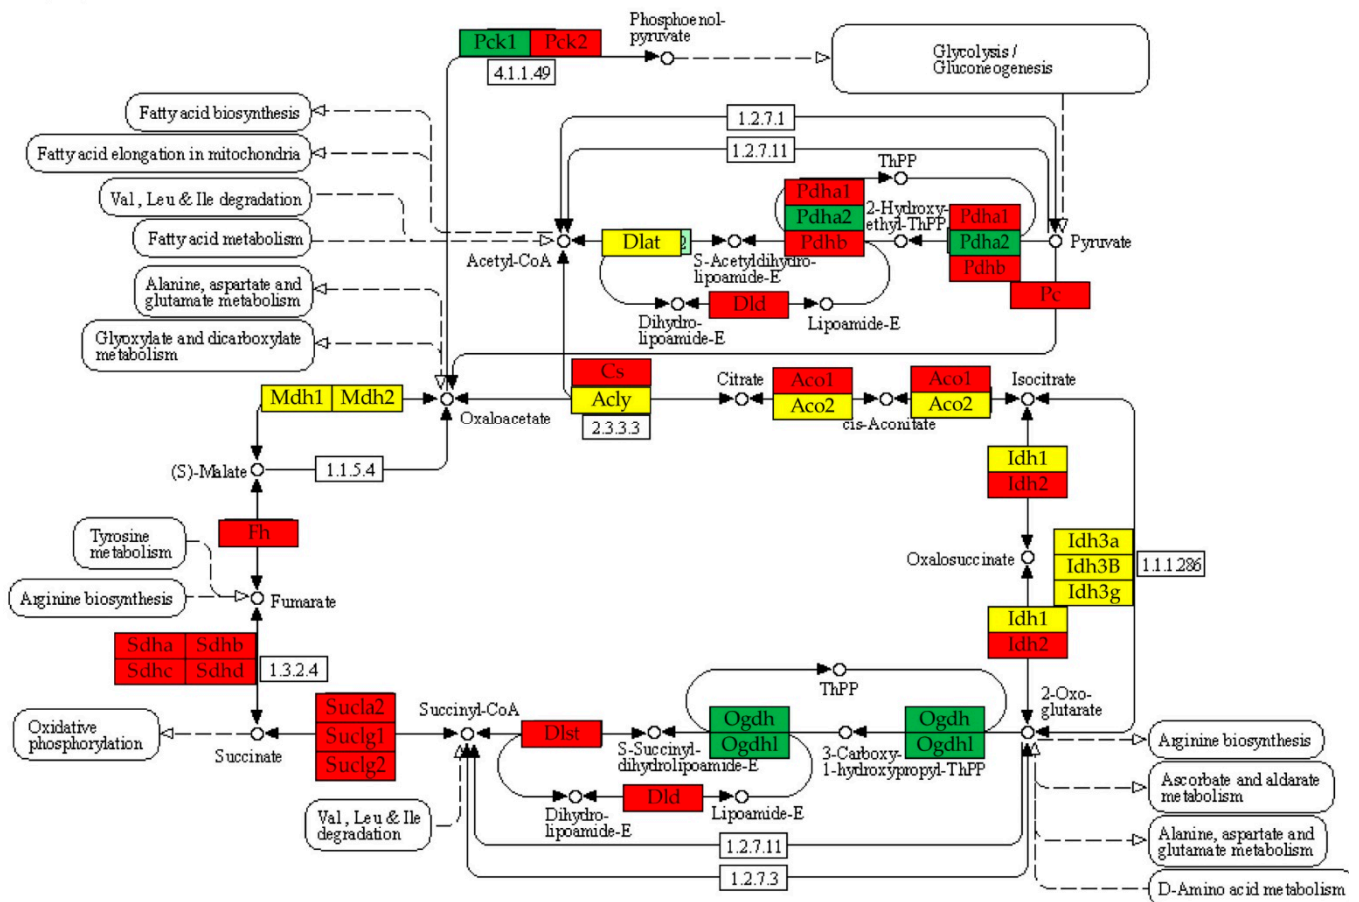 Phosphoenol-
pyruvate
Pck1 Pck2
4.1.1.49
Glycolysis /
Gluconeogenesis
Fatty acid biosynthesis
Fatty acid elongation in mitochondria
Val, Leu & Ile degradation
Fatty acid metabolism
Alanine, aspartate and
glutamate metabolism
Glyoxylate and dicarboxylate
metabolism
1.2.7.1
1.2.7.11
ThPP
Pdha1
Pdha2
Pdhb
2-Hydroxy-
ethyl-ThPP
Pdha1
Pdha2
Pdhb
Pyruvate
Pc
Acetyl-CoA
Dlat
S-Acetyldihydro-
lipoamide-E
Dihydro-
lipoamide-E
Dld
Lipoamide-E
Mdh1 Mdh2
Oxaloacetate
Cs
Acly
2.3.3.3
Citrate
Aco1
Aco2
cis-Aconitate
Aco1
Aco2
Isocitrate
(S)-Malate
1.1.5.4
Idh1
Idh2
Fh
Tyrosine
metabolism
Arginine biosynthesis
Fumarate
Oxalosuccinate
Idh3a
Idh3B
Idh3g
1.1.1.286
Idh1
Idh2
Sdha Sdhb
Sdhc Sdhd
1.3.2.4
ThPP
2-Oxo-
glutarate
Oxidative
phosphorylation
Succinate
Sucla2
Suclg1
Suclg2
Succinyl-CoA
Dlst
S-Succinyl-
dihydrolipoamide-E
Ogdh
Ogdhl
3-Carboxy-
1-hydroxypropyl-ThPP
Ogdh
Ogdhl
Arginine biosynthesis
Ascorbate and aldarate
metabolism
Alanine, aspartate and
glutamate metabolism
D-Amino acid metabolism
Val, Leu & Ile
degradation
Dihydro-
lipoamide-E
Dld
Lipoamide-E
1.2.7.11
1.2.7.3